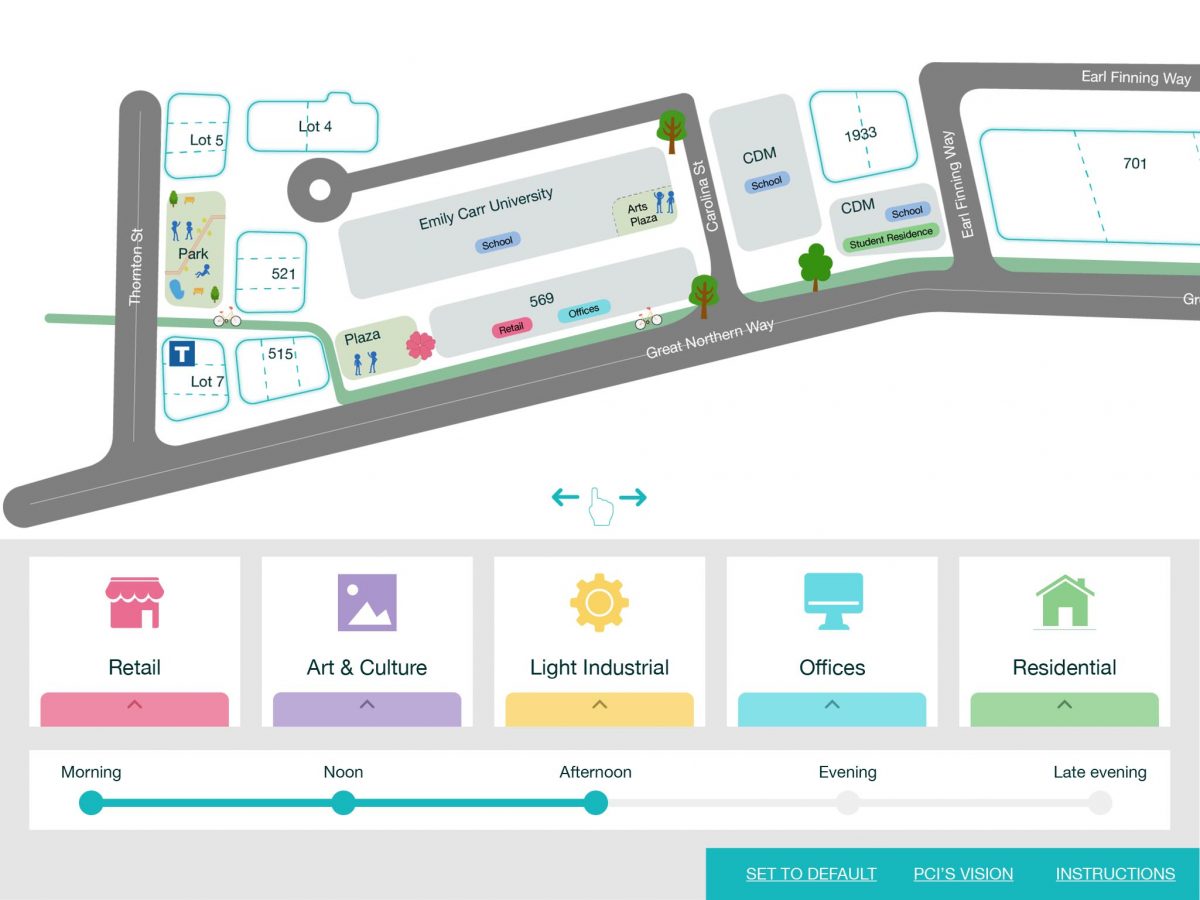 Earl Finning Way
Lot 5
Lot 4
1933
701
CDM
School
Emily Carr University
School
Arts
Plaza
Carolina St
Earl Finning Way
CDM
School
Student Residence
Thornton St
Park
521
569
Retail
Offices
Gr
Plaza
Great Northern Way
T
515
Lot 7
Retail
Art & Culture
Light Industrial
Offices
Residential
Morning
Noon
Afternoon
Evening
Late evening
SET TO DEFAULT
PCI'S VISION
INSTRUCTIONS